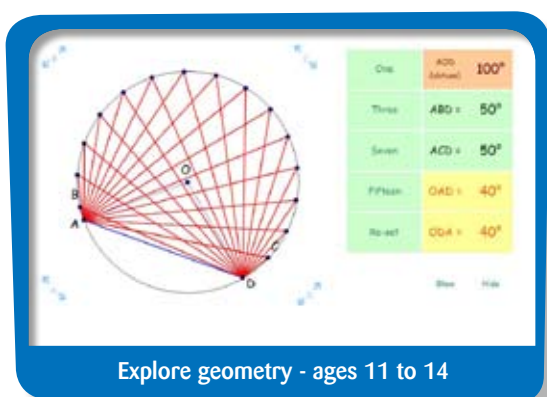 One
AOD
(obtuse)
100°
Three
ABD =
50°
Seven
ACD =
50°
Fifteen
OAD =
40°
Re-set
ODA =
40°
Show
Hide
O
B
A
C
D
Explore geometry - ages 11 to 14